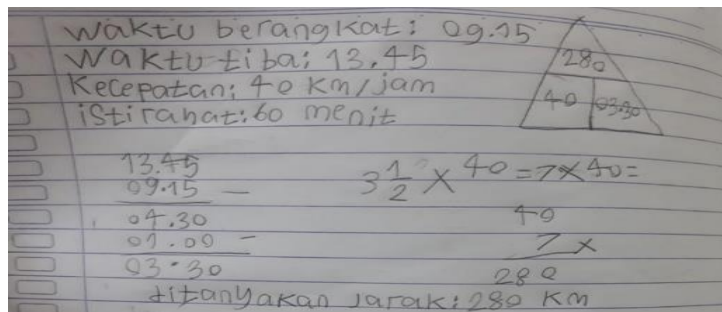 Waktu berangkat: 09.15
Waktu tiba: 13.45
Kecepatan: 40 Km/jam
istirahat: 60 menit
280
40 03.30
13.45
09.15 -
04.30
01.00 -
03.30
3 1/2 × 40 = 7 × 40 =
40
7 ×
280
ditanyakan Jarak: 280 Km